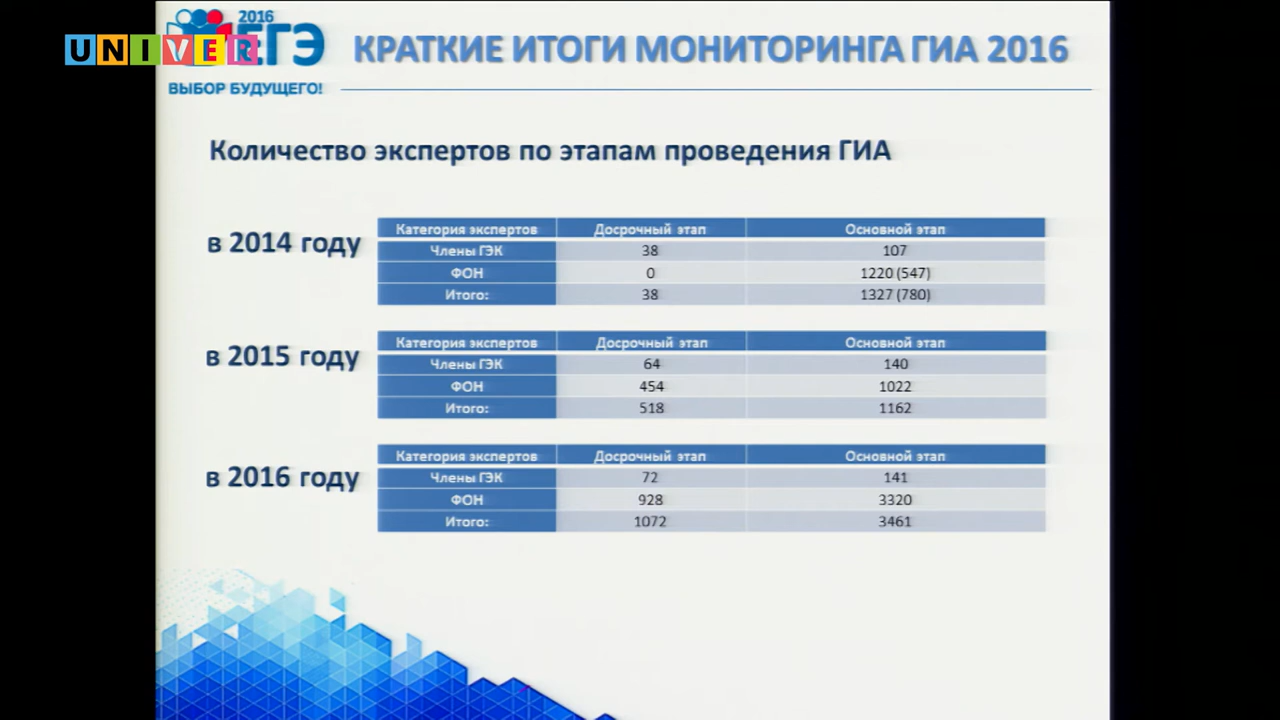 2016
UNIVER
ЕГЭ
ВЫБОР БУДУЩЕГО!
КРАТКИЕ ИТОГИ МОНИТОРИНГА ГИА 2016
Количество экспертов по этапам проведения ГИА
в 2014 году
Категория экспертов Досрочный этап Основной этап
Члены ГЭК 38 107
ФОН 0 1220 (547)
Итого: 38 1327 (780)
в 2015 году
Категория экспертов Досрочный этап Основной этап
Члены ГЭК 64 140
ФОН 454 1022
Итого: 518 1162
в 2016 году
Категория экспертов Досрочный этап Основной этап
Члены ГЭК 72 141
ФОН 928 3320
Итого: 1072 3461